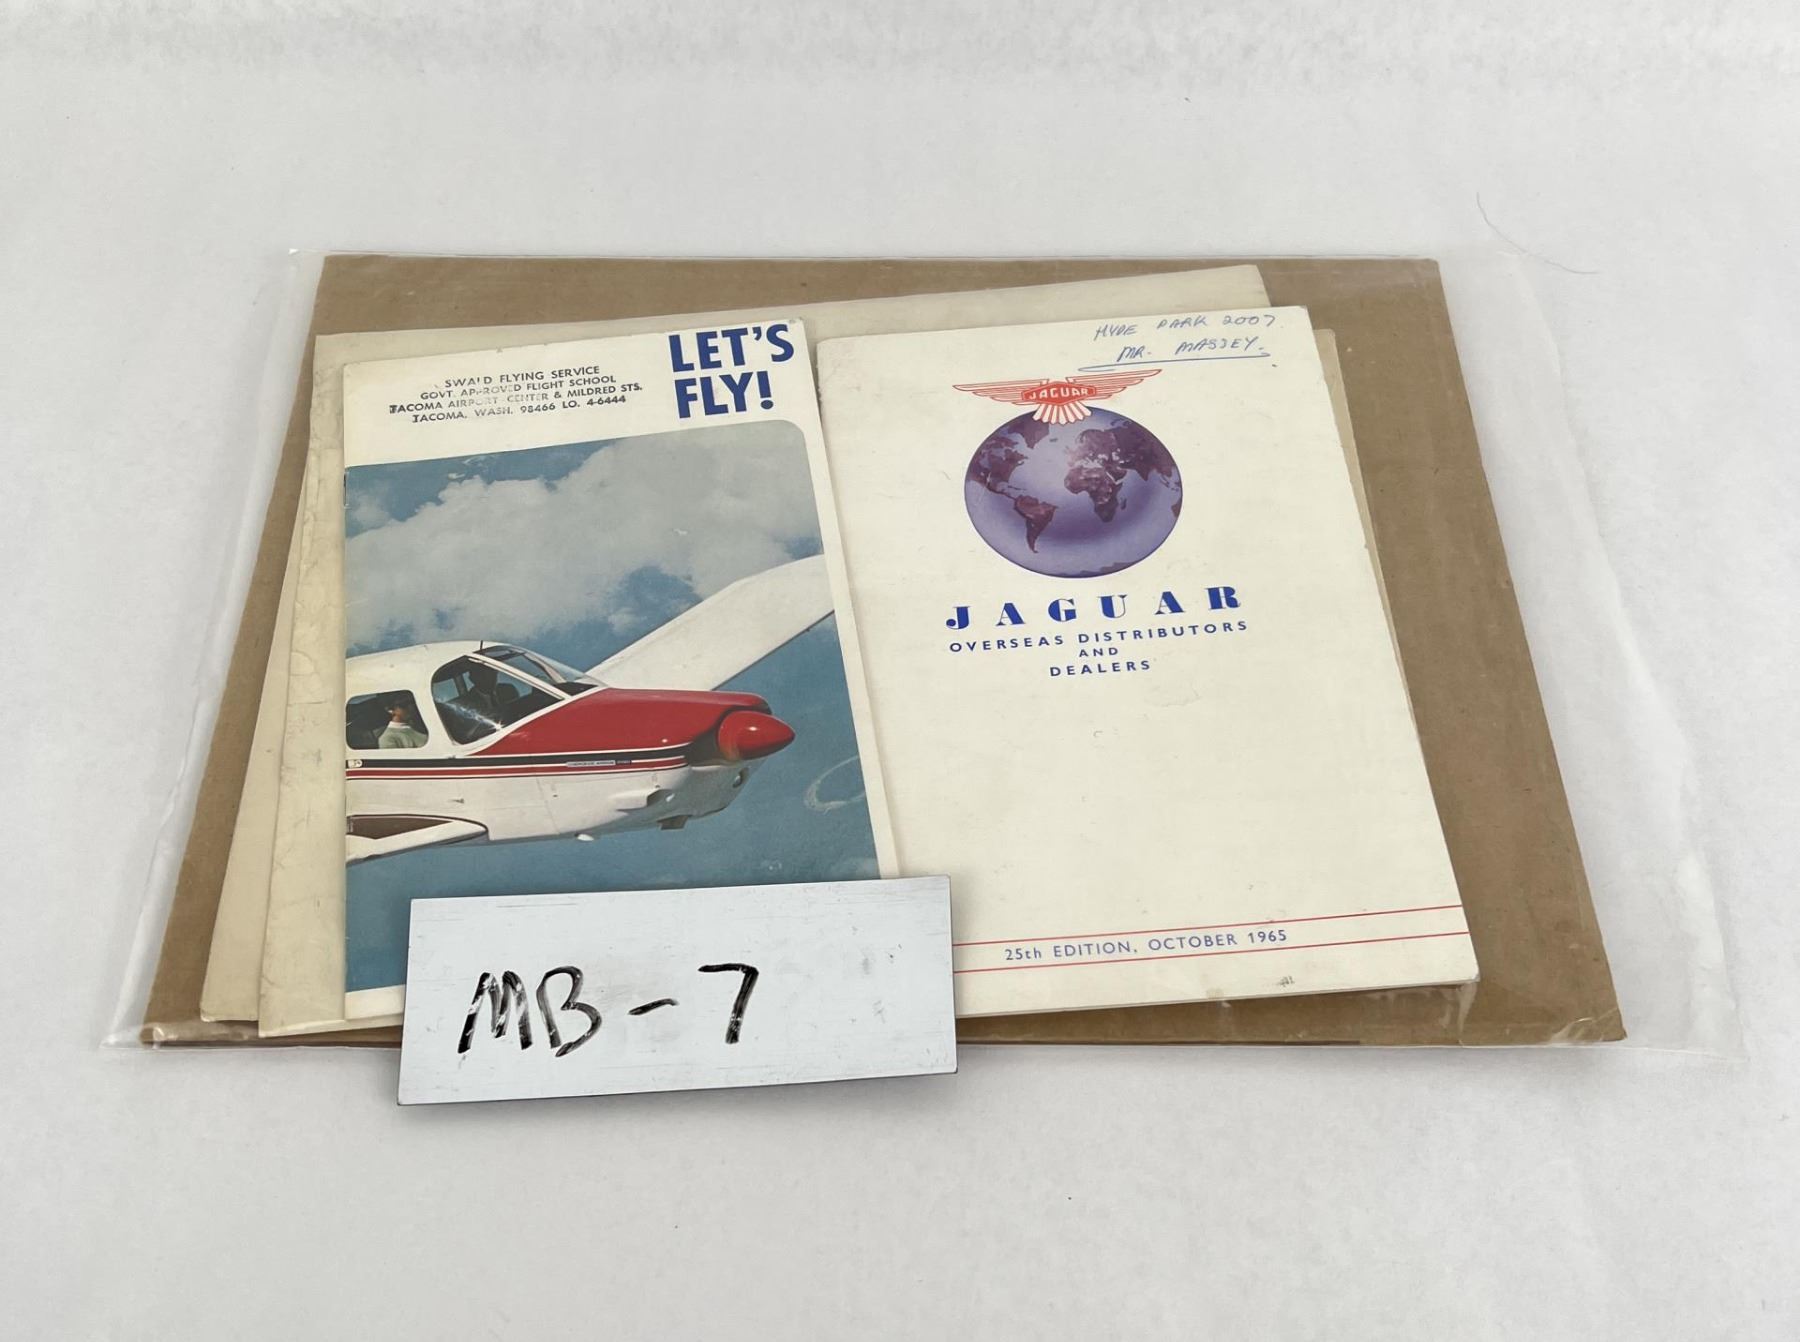 LET'S
FLY!
FLYING SERVICE
GOVT. APPROVED FLIGHT SCHOOL
TACOMA AIRPORT CENTER & MILDRED STS.
TACOMA, WASH. 98466 LO. 4-6444
HYDE PARK 2007
MR. MASSEY.
JAGUAR
JAGUAR
OVERSEAS DISTRIBUTORS
AND
DEALERS
25th EDITION, OCTOBER 1965
MB-7